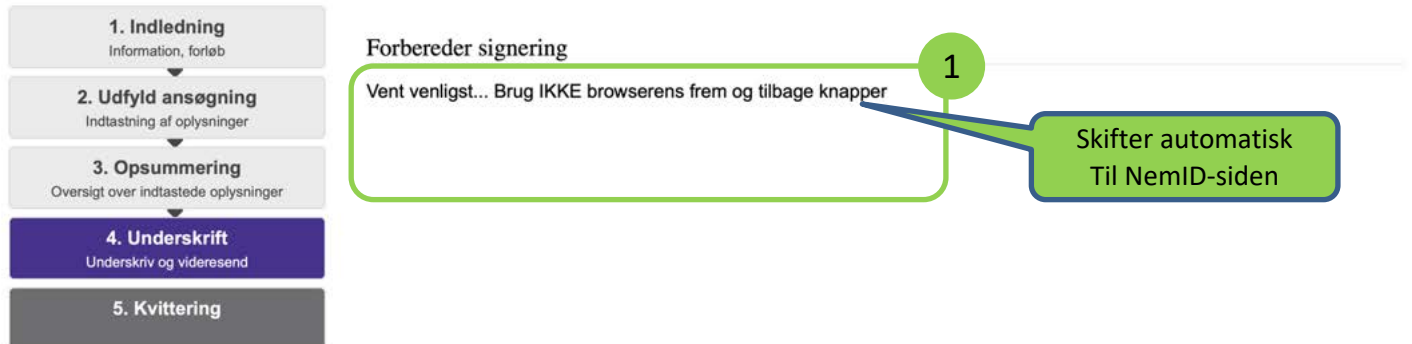 1. Indledning
Information, forløb
2. Udfyld ansøgning
Indtastning af oplysninger
3. Opsummering
Oversigt over indtastede oplysninger
4. Underskrift
Underskriv og videresend
5. Kvittering
Forbereder signering
1
Vent venligst... Brug IKKE browserens frem og tilbage knapper
Skifter automatisk
Til NemID-siden